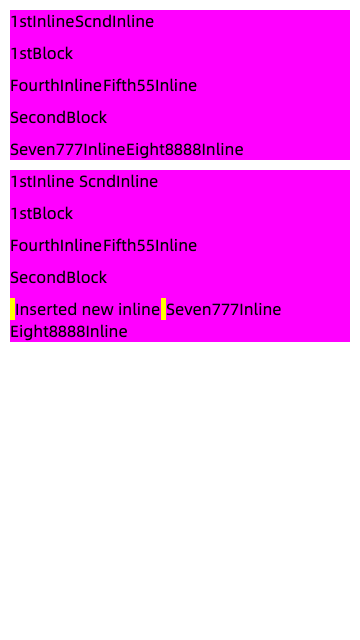 1stInlineScndInline
1stBlock
FourthInlineFifth55Inline
SecondBlock
Seven777InlineEight8888Inline
1stInline ScndInline
1stBlock
FourthInlineFifth55Inline
SecondBlock
Inserted new inline Seven777Inline
Eight8888Inline